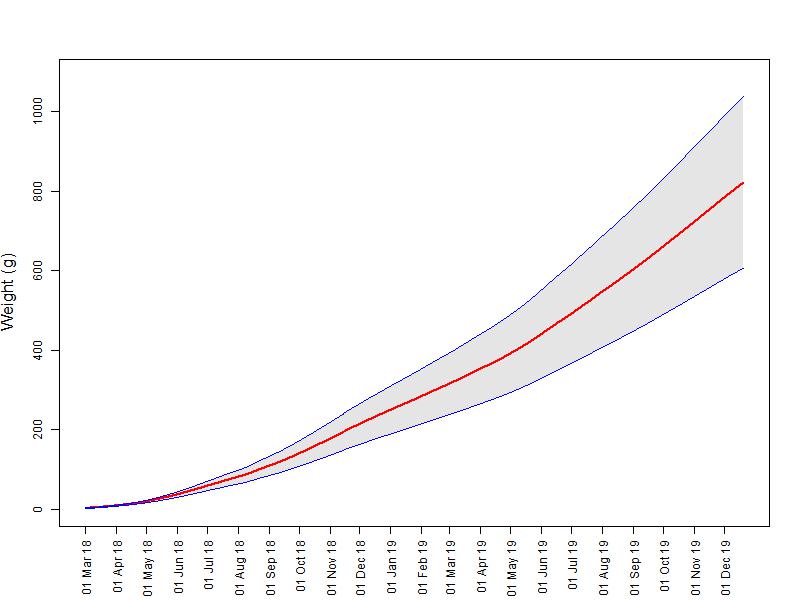 Weight (g)
1000
800
600
400
200
0
01 Mar 18
01 Apr 18
01 May 18
01 Jun 18
01 Jul 18
01 Aug 18
01 Sep 18
01 Oct 18
01 Nov 18
01 Dec 18
01 Jan 19
01 Feb 19
01 Mar 19
01 Apr 19
01 May 19
01 Jun 19
01 Jul 19
01 Aug 19
01 Sep 19
01 Oct 19
01 Nov 19
01 Dec 19